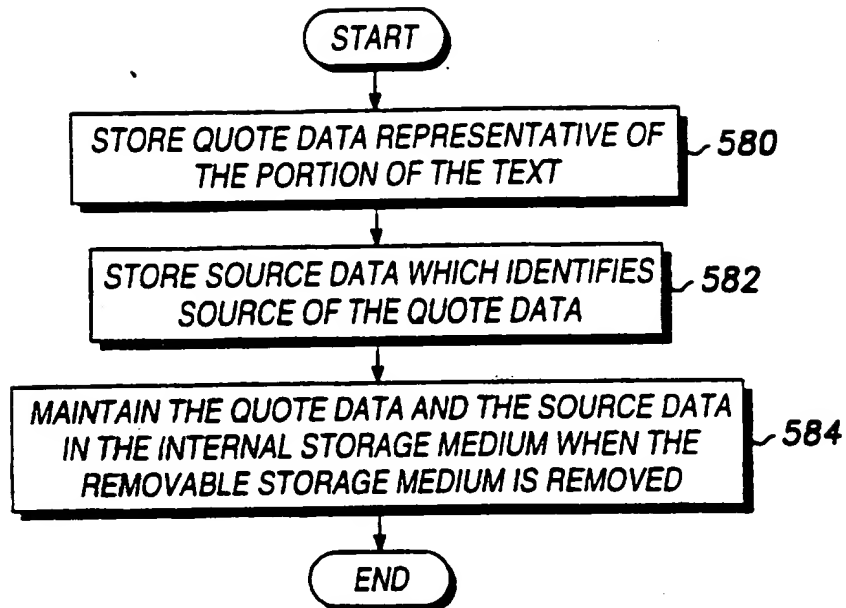 START
STORE QUOTE DATA REPRESENTATIVE OF
THE PORTION OF THE TEXT
580
STORE SOURCE DATA WHICH IDENTIFIES
SOURCE OF THE QUOTE DATA
582
MAINTAIN THE QUOTE DATA AND THE SOURCE DATA
IN THE INTERNAL STORAGE MEDIUM WHEN THE
REMOVABLE STORAGE MEDIUM IS REMOVED
584
END